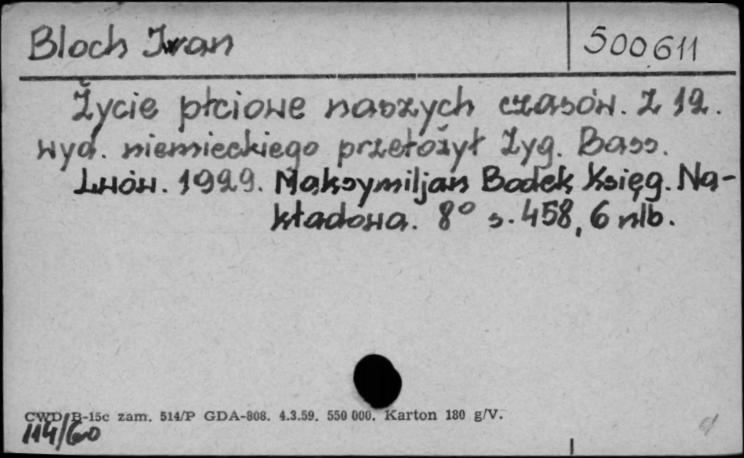 Bloch Iwan 500611
Życie płciowe naszych czasów. Z 12.
wyd. niemieckiego przełożył Zyg. Bass.
Lwów. 1929. Maksymiljan Bodek Księg. Na-
kładowa. 8° s. 458, 6 nlb.
CWD/B-15c zam. 514/P GDA-808. 4.3.59. 550 000. Karton 180 g/V.
114/60